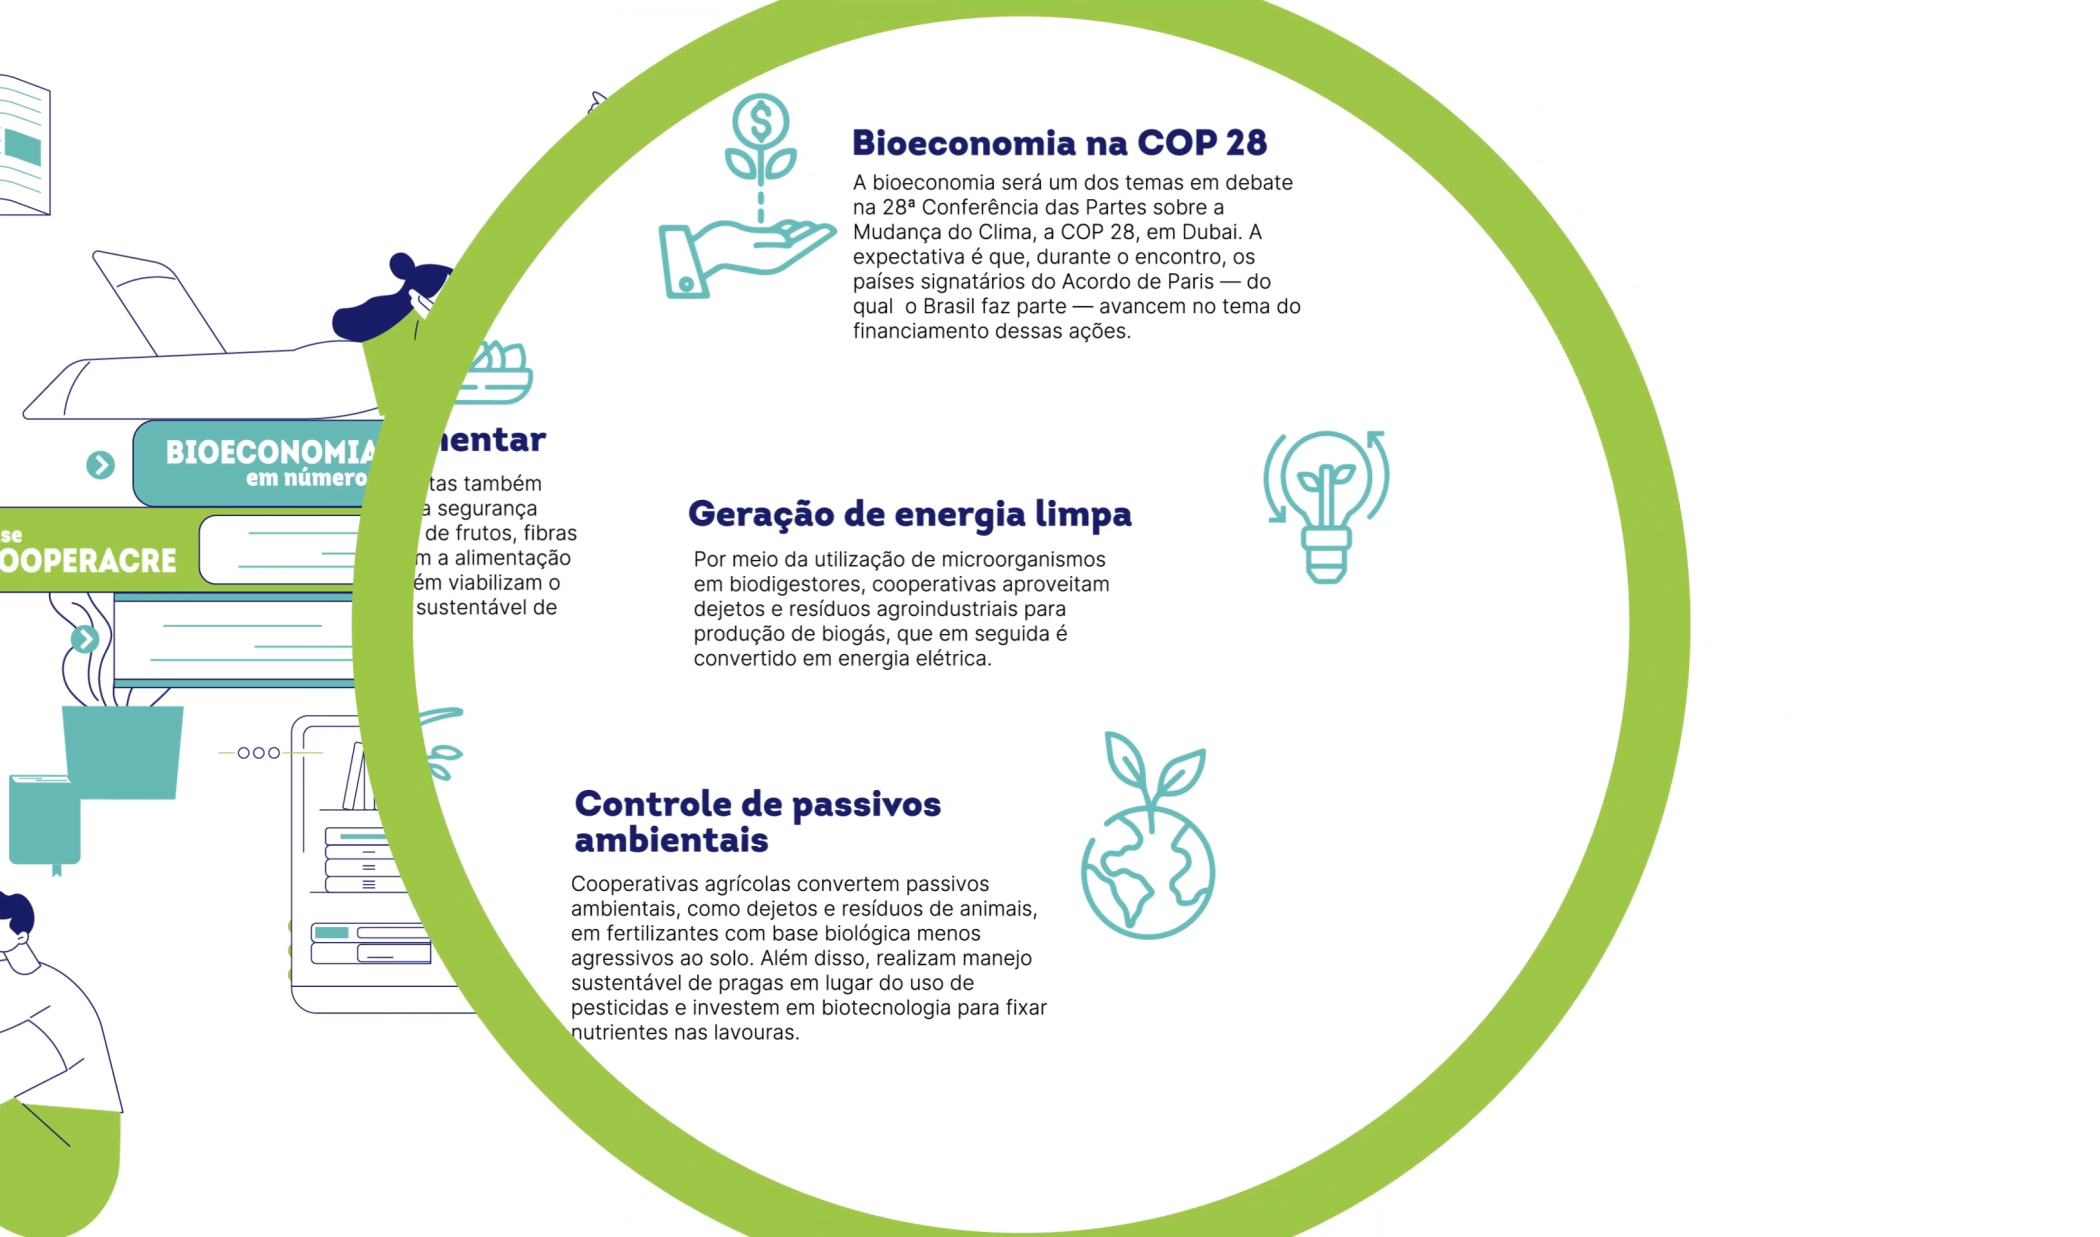 Bioeconomia na COP 28
A bioeconomia será um dos temas em debate
na 28ª Conferência das Partes sobre a
Mudança do Clima, a COP 28, em Dubai. A
expectativa é que, durante o encontro, os
países signatários do Acordo de Paris — do
qual o Brasil faz parte — avancem no tema do
financiamento dessas ações.
BIOECONOMIA
em número
também
a segurança
de frutos, fibras
a alimentação
viabilizam o
sustentável de
OOPERACRE
Geração de energia limpa
Por meio da utilização de microorganismos
em biodigestores, cooperativas aproveitam
dejetos e resíduos agroindustriais para
produção de biogás, que em seguida é
convertido em energia elétrica.
Controle de passivos
ambientais
Cooperativas agrícolas convertem passivos
ambientais, como dejetos e resíduos de animais,
em fertilizantes com base biológica menos
agressivos ao solo. Além disso, realizam manejo
sustentável de pragas em lugar do uso de
pesticidas e investem em biotecnologia para fixar
nutrientes nas lavouras.